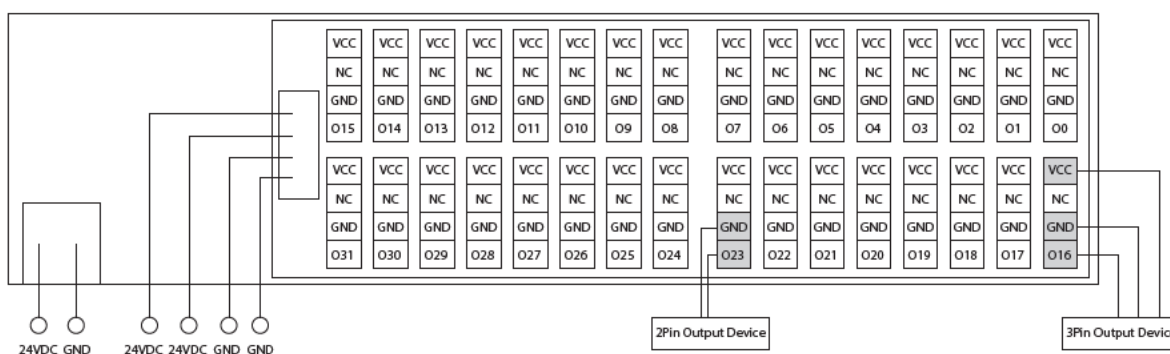 VCC VCC VCC VCC VCC VCC VCC VCC VCC VCC VCC VCC VCC VCC VCC VCC
NC NC NC NC NC NC NC NC NC NC NC NC NC NC NC NC
GND GND GND GND GND GND GND GND GND GND GND GND GND GND GND GND
O15 O14 O13 O12 O11 O10 O9 O8 O7 O6 O5 O4 O3 O2 O1 O0
VCC VCC VCC VCC VCC VCC VCC VCC VCC VCC VCC VCC VCC VCC VCC VCC
NC NC NC NC NC NC NC NC NC NC NC NC NC NC NC NC
GND GND GND GND GND GND GND GND GND GND GND GND GND GND GND GND
O31 O30 O29 O28 O27 O26 O25 O24 O23 O22 O21 O20 O19 O18 O17 O16
2Pin Output Device 3Pin Output Devic
24VDC GND 24VDC 24VDC GND GND